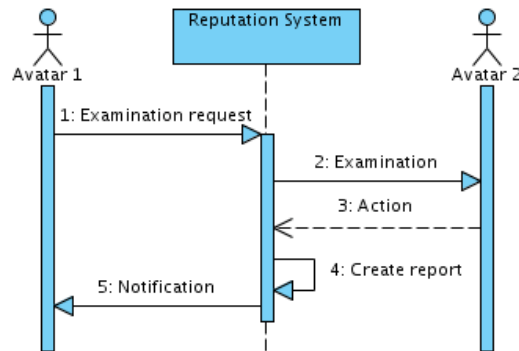 Reputation System
Avatar 1
Avatar 2
1: Examination request
2: Examination
3: Action
4: Create report
5: Notification